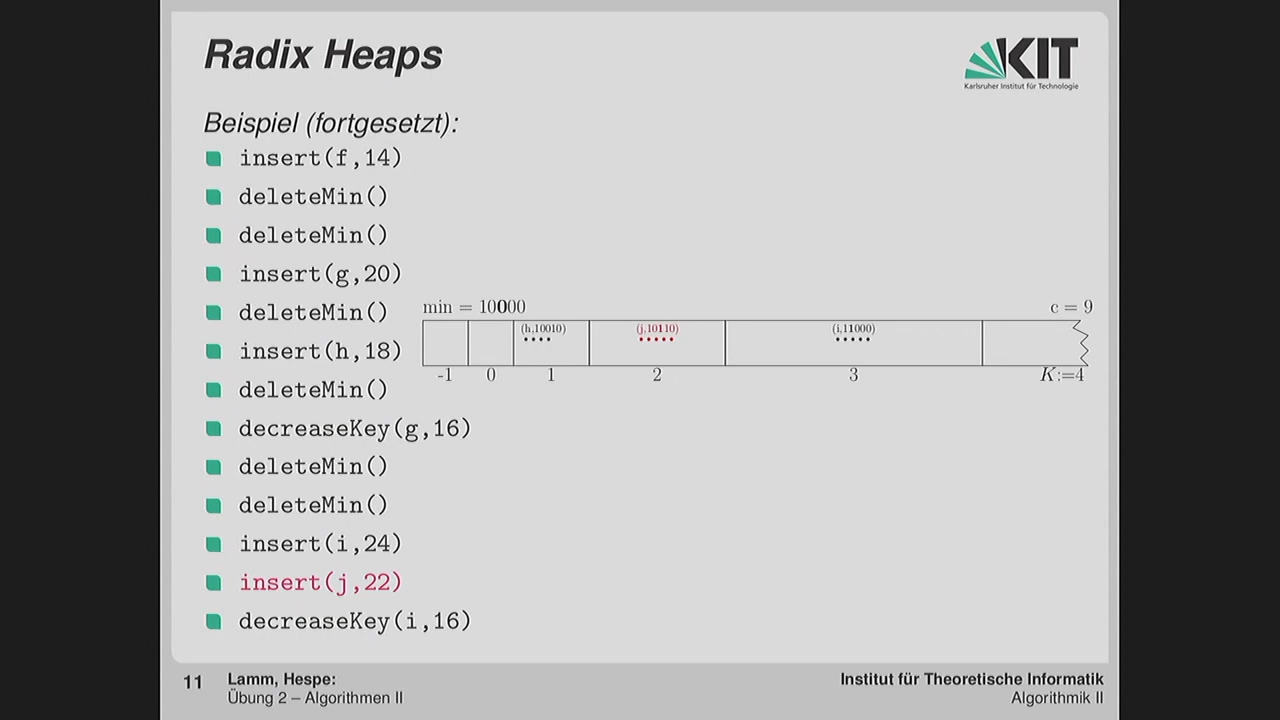 Radix Heaps
KIT
Karlsruher Institut für Technologie
Beispiel (fortgesetzt):
insert(f,14)
deleteMin()
deleteMin()
insert(g,20)
deleteMin()
insert(h,18)
deleteMin()
decreaseKey(g,16)
deleteMin()
deleteMin()
insert(i,24)
insert(j,22)
decreaseKey(i,16)
min = 10000
c = 9
(h,10010) (j,10110) (i,11000)
-1 0 1 2 3 K:=4
11 Lamm, Hespe:
Übung 2 – Algorithmen II
Institut für Theoretische Informatik
Algorithmik II